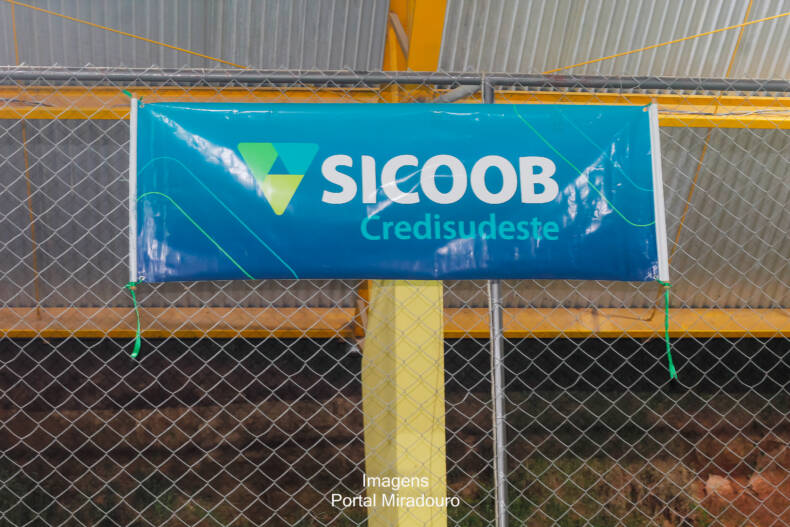 SICOOB
Credisudeste
Imagens
Portal Miradouro